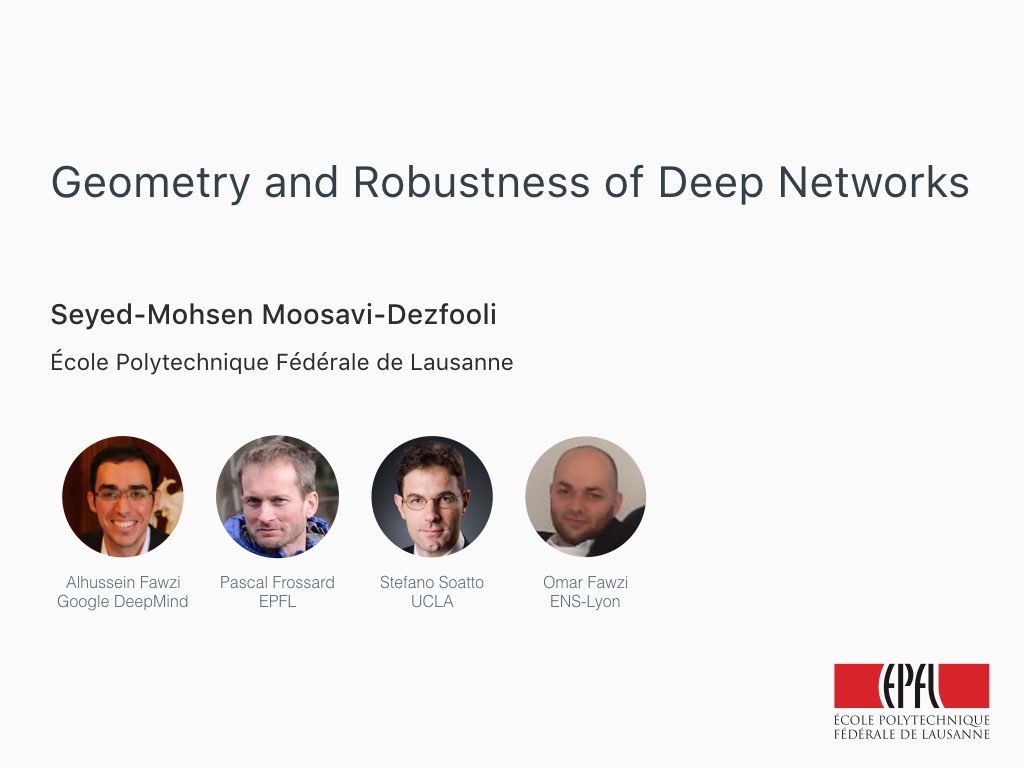 Geometry and Robustness of Deep Networks
Seyed-Mohsen Moosavi-Dezfooli
École Polytechnique Fédérale de Lausanne
Alhussein Fawzi
Google DeepMind
Pascal Frossard
EPFL
Stefano Soatto
UCLA
Omar Fawzi
ENS-Lyon
EPFL
ÉCOLE POLYTECHNIQUE
FÉDÉRALE DE LAUSANNE